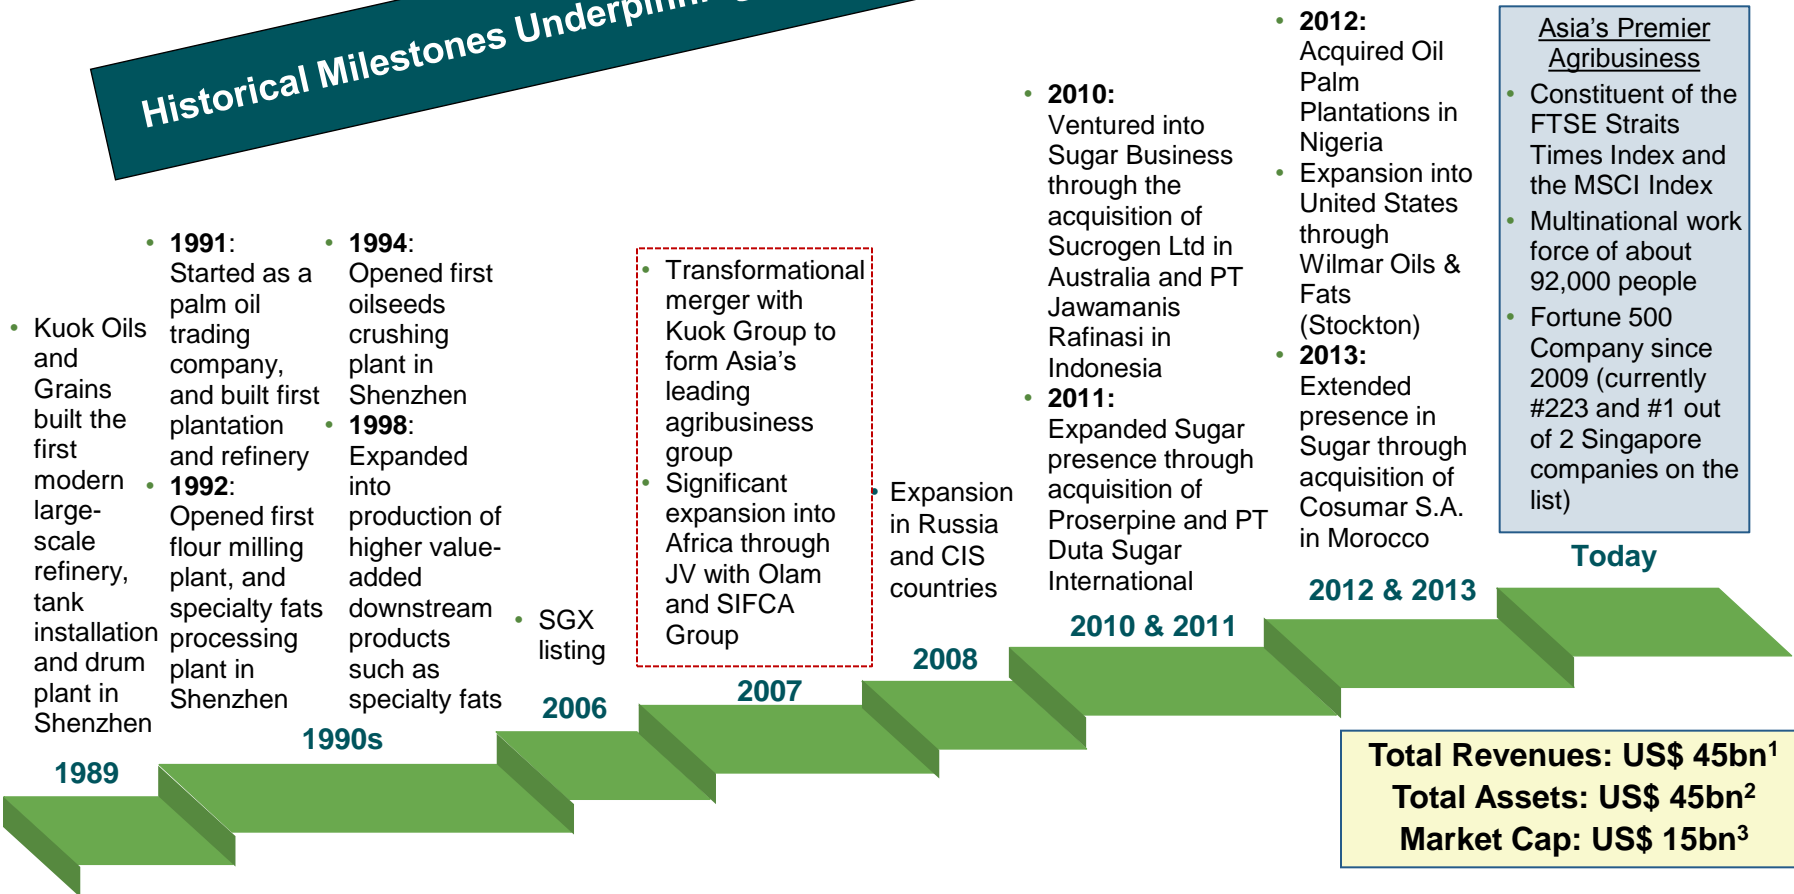 Historical Milestones
• Kuok Oils
and
Grains
built the
first
modern
large-
scale
refinery,
tank
installation
and drum
plant in
Shenzhen
1989
• 1991:
Started as a
palm oil
trading
company,
and built first
plantation
and refinery
• 1992:
Opened first
flour milling
plant, and
specialty fats
processing
plant in
Shenzhen
• 1994:
Opened first
oilseeds
crushing
plant in
Shenzhen
• 1998:
Expanded
into
production of
higher value-
added
downstream
products
such as
specialty fats
1990s
• SGX
listing
2006
• Transformational
merger with
Kuok Group to
form Asia's
leading
agribusiness
group
• Significant
expansion into
Africa through
JV with Olam
and SIFCA
Group
2007
• Expansion
in Russia
and CIS
countries
2008
• 2010:
Ventured into
Sugar Business
through the
acquisition of
Sucrogen Ltd in
Australia and PT
Jawamanis
Rafinasi in
Indonesia
• 2011:
Expanded Sugar
presence through
acquisition of
Proserpine and PT
Duta Sugar
International
2010 & 2011
• 2012:
Acquired Oil
Palm
Plantations in
Nigeria
• Expansion into
United States
through
Wilmar Oils &
Fats
(Stockton)
• 2013:
Extended
presence in
Sugar through
acquisition of
Cosumar S.A.
in Morocco
2012 & 2013
Asia's Premier
Agribusiness
• Constituent of the
FTSE Straits
Times Index and
the MSCI Index
• Multinational work
force of about
92,000 people
• Fortune 500
Company since
2009 (currently
#223 and #1 out
of 2 Singapore
companies on the
list)
Today
Total Revenues: US$ 45bn¹
Total Assets: US$ 45bn²
Market Cap: US$ 15bn³